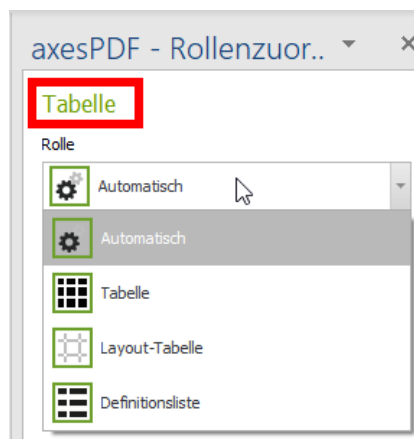 axesPDF - Rollenzuor..
Tabelle
Rolle
Automatisch
Automatisch
Tabelle
Layout-Tabelle
Definitionsliste